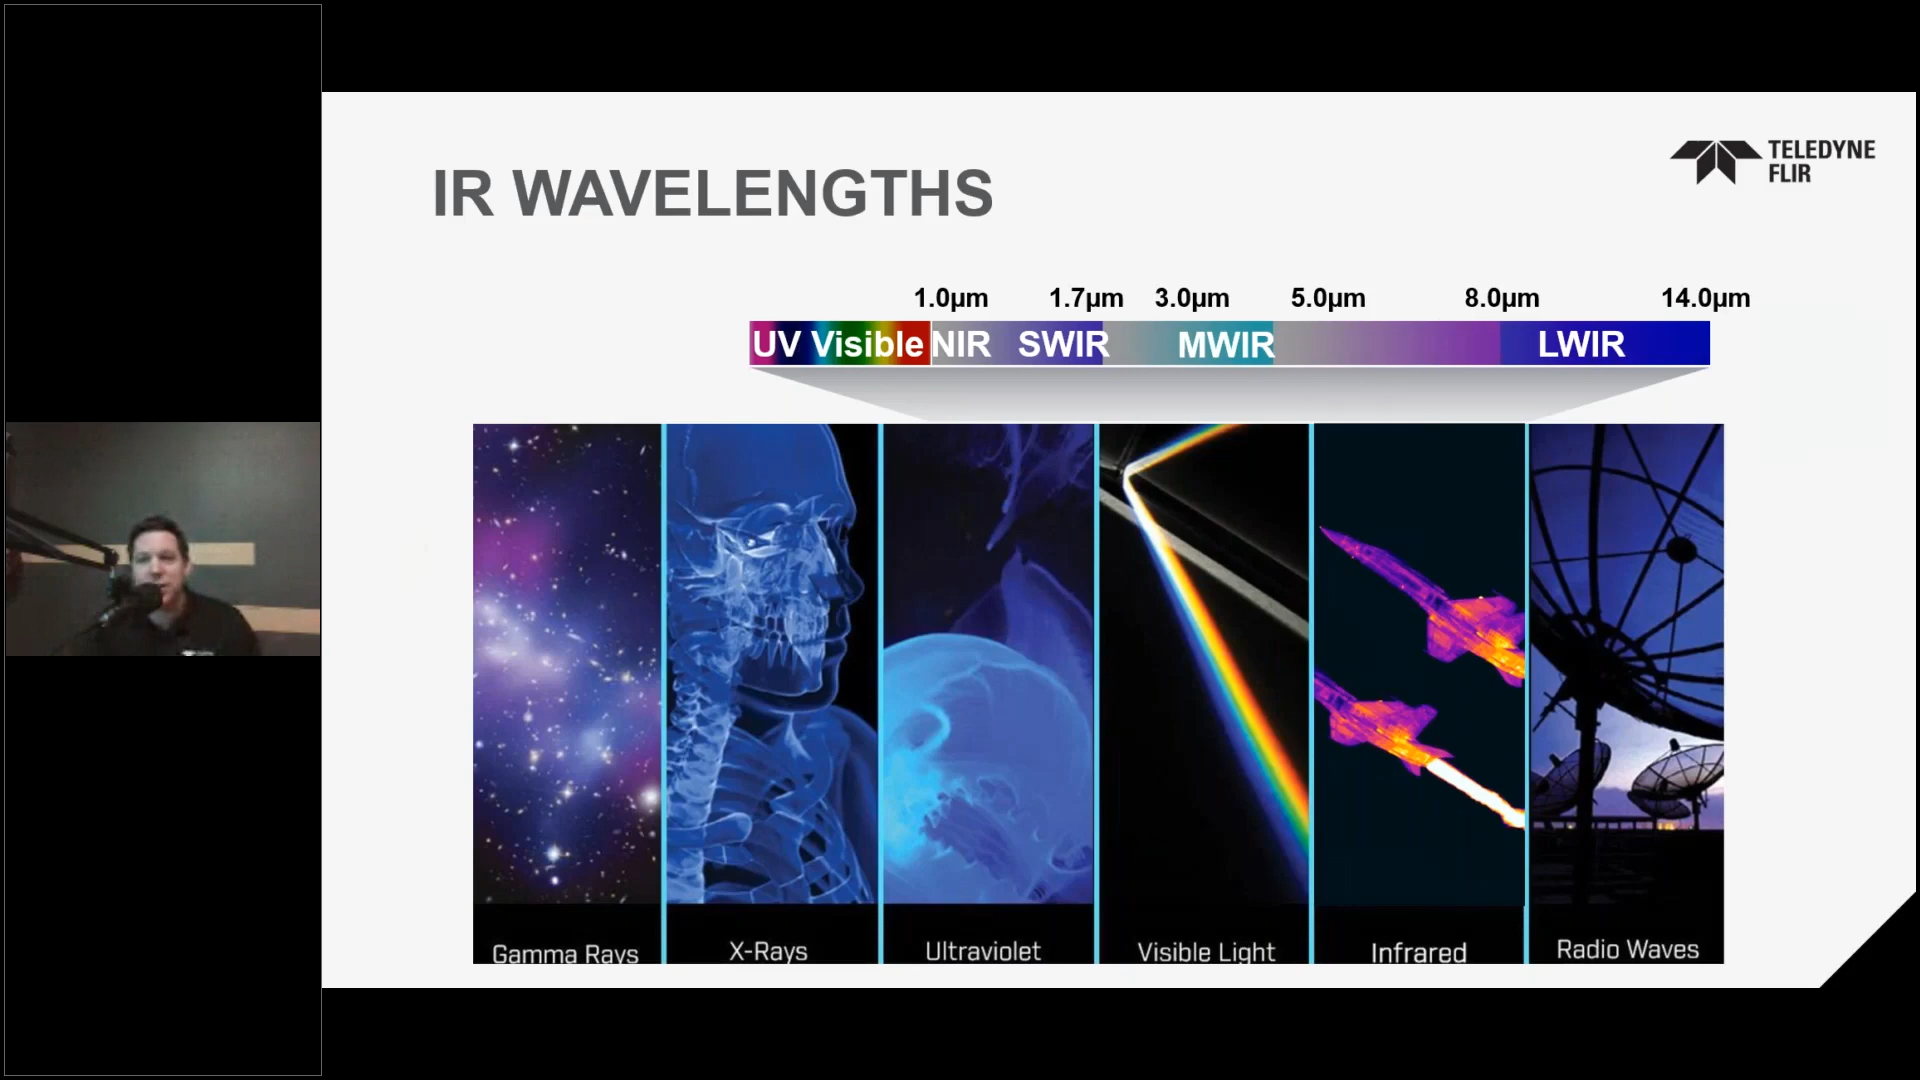 TELEDYNE
FLIR
IR WAVELENGTHS
1.0µm 1.7µm 3.0µm 5.0µm 8.0µm 14.0µm
UV Visible NIR SWIR MWIR LWIR
Gamma Rays X-Rays Ultraviolet Visible Light Infrared Radio Waves